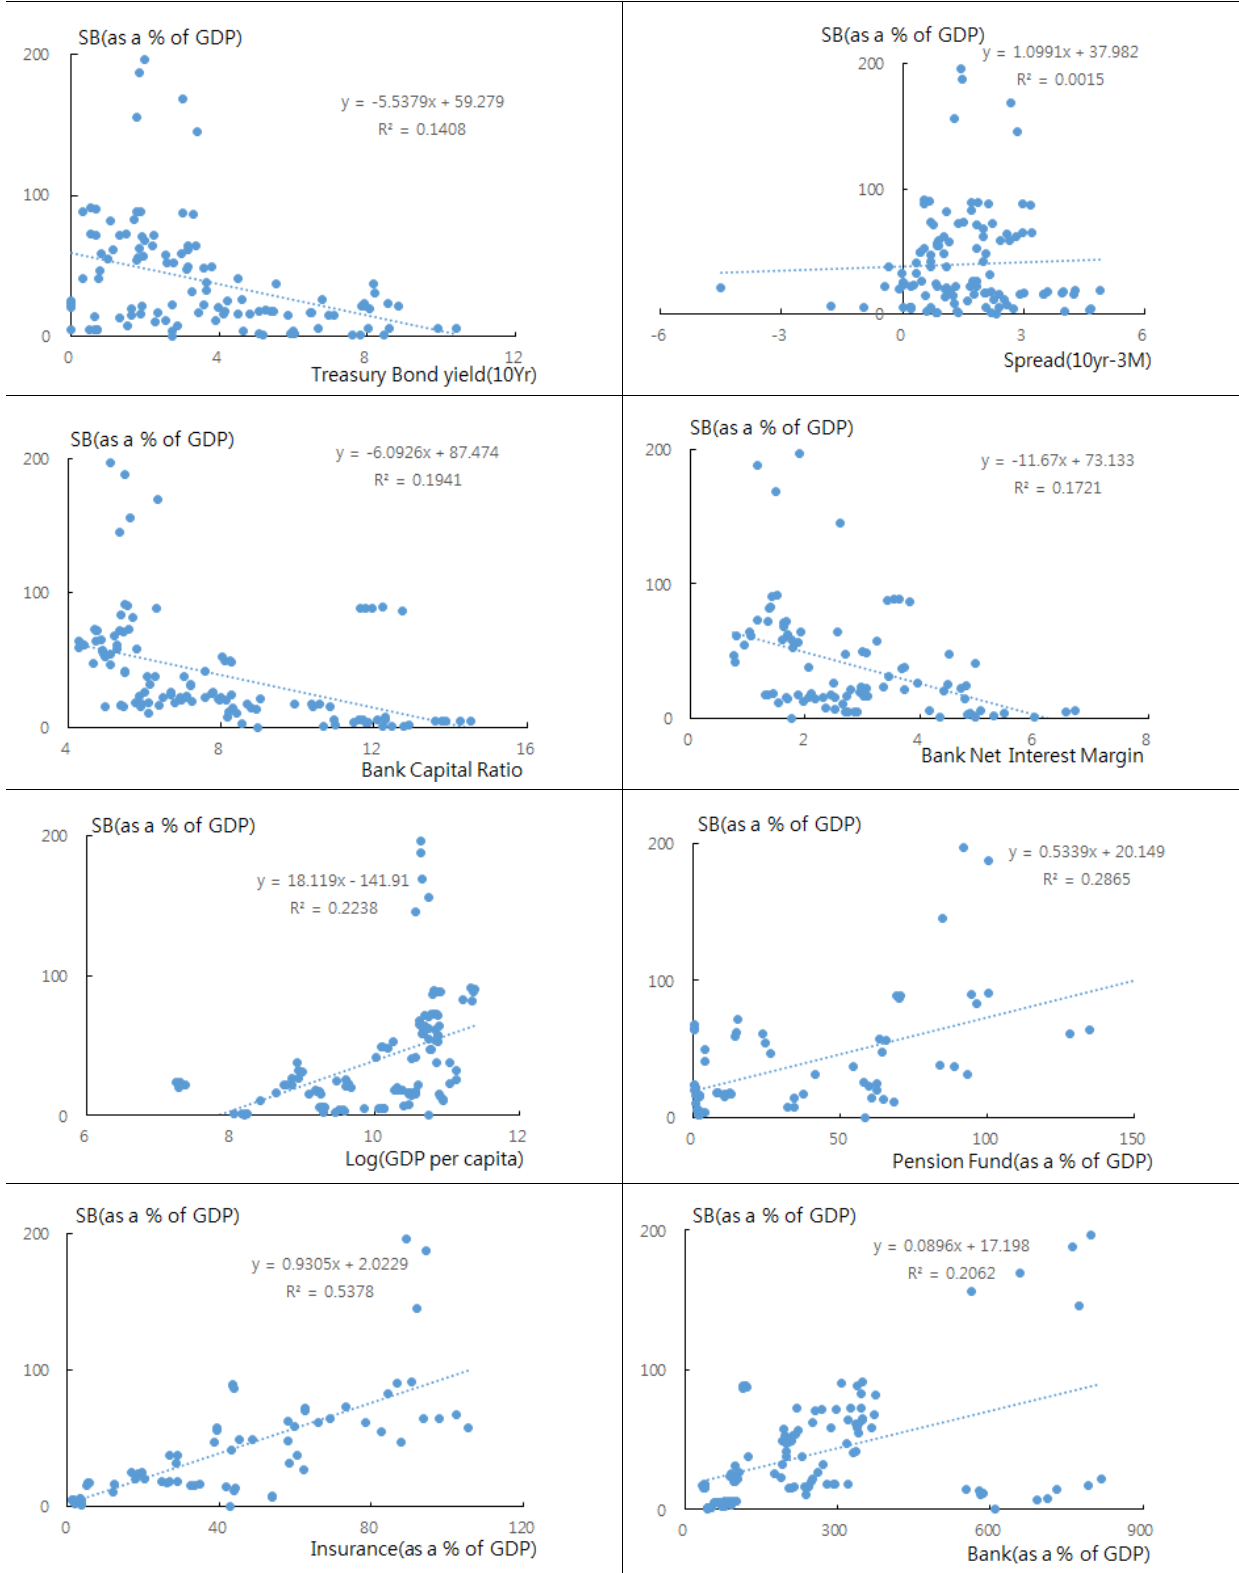 SB(as a % of GDP)
200
y = -5.5379x + 59.279
R² = 0.1408
100
0
0 4 8 12
Treasury Bond yield(10Yr)
SB(as a % of GDP)
200
y = 1.0991x + 37.982
R² = 0.0015
100
0
-6 -3 0 3 6
Spread(10yr-3M)
SB(as a % of GDP)
200
y = -6.0926x + 87.474
R² = 0.1941
100
0
4 8 12 16
Bank Capital Ratio
SB(as a % of GDP)
200
y = -11.67x + 73.133
R² = 0.1721
100
0
0 2 4 6 8
Bank Net Interest Margin
SB(as a % of GDP)
200
y = 18.119x - 141.91
R² = 0.2238
100
0
6 8 10 12
Log(GDP per capita)
SB(as a % of GDP)
200
y = 0.5339x + 20.149
R² = 0.2865
100
0
0 50 100 150
Pension Fund(as a % of GDP)
SB(as a % of GDP)
200
y = 0.9305x + 2.0229
R² = 0.5378
100
0
0 40 80 120
Insurance(as a % of GDP)
SB(as a % of GDP)
200
y = 0.0896x + 17.198
R² = 0.2062
100
0
0 300 600 900
Bank(as a % of GDP)